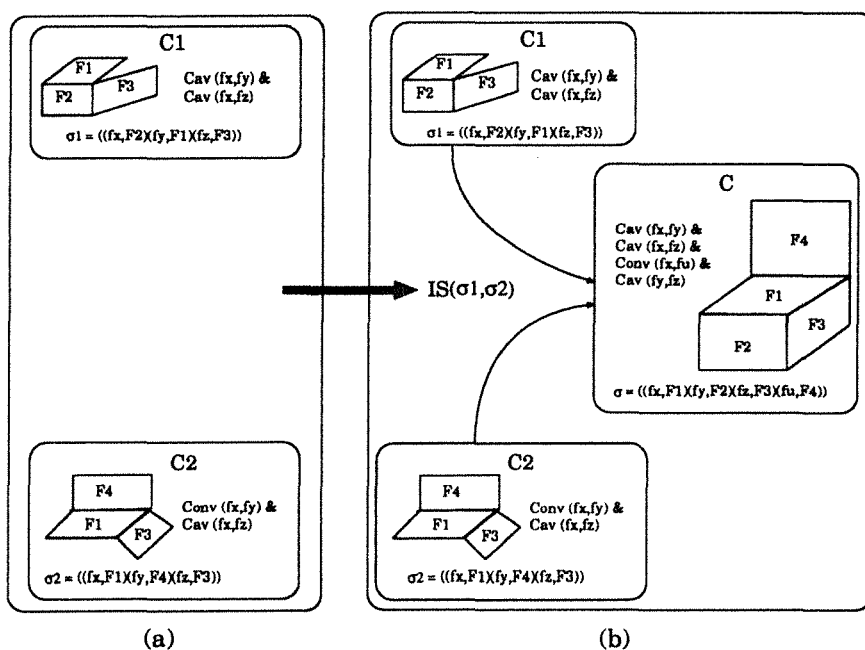 C1
F1
F2
F3
Cav (fx,fy) &
Cav (fx,fz)
σ1 = ((fx,F2)(fy,F1)(fz,F3))
C2
F4
F1
F3
Conv (fx,fy) &
Cav (fx,fz)
σ2 = ((fx,F1)(fy,F4)(fz,F3))
(a)
C1
F1
F2
F3
Cav (fx,fy) &
Cav (fx,fz)
σ1 = ((fx,F2)(fy,F1)(fz,F3))
IS(σ1,σ2)
C
Cav (fx,fy) &
Cav (fx,fz) &
Conv (fx,fu) &
Cav (fy,fz)
F4
F1
F2
F3
σ = ((fx,F1)(fy,F2)(fz,F3)(fu,F4))
C2
F4
F1
F3
Conv (fx,fy) &
Cav (fx,fz)
σ2 = ((fx,F1)(fy,F4)(fz,F3))
(b)